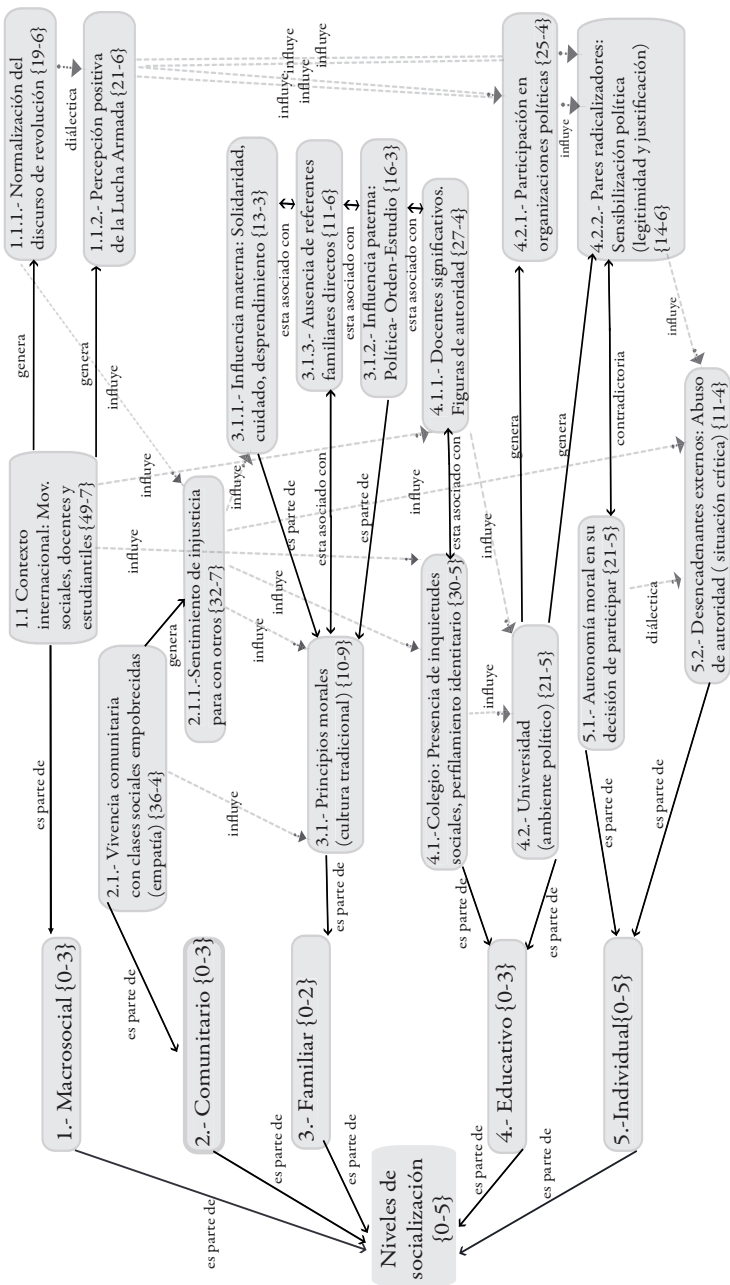 Niveles de
socialización
{0-5}
es parte de
es parte de
es parte de
es parte de
es parte de
1.- Macrosocial {0-3}
2.- Comunitario {0-3}
3.- Familiar {0-2}
4.- Educativo {0-3}
5.-Individual{0-5}
es parte de
es parte de
es parte de
es parte de
es parte de
es parte de
es parte de
1.1 Contexto
internacional: Mov.
sociales, docentes y
estudiantiles {49-7}
2.1.- Vivencia comunitaria
con clases sociales empobrecidas
(empatía) {36-4}
genera
2.1.1.-Sentimiento de injusticia
para con otros {32-7}
influye
3.1.- Principios morales
(cultura tradicional) {10-9}
4.1.-Colegio: Presencia de inquietudes
sociales, perfilamiento identitario {30-5}
influye
4.2.- Universidad
(ambiente político) {21-5}
5.1.- Autonomía moral en su
decisión de participar {21-5}
diálectica
5.2.- Desencadenantes externos: Abuso
de autoridad ( situación crítica) {11-4}
genera
genera
influye
influye
influye
influye
influye
influye
es parte de
esta asociado con
es parte de
influye
esta asociado con
influye
genera
genera
contradictoria
influye
1.1.1.- Normalización del
discurso de revolución {19-6}
diálectica
1.1.2.- Percepción positiva
de la Lucha Armada {21-6}
influye
influye
influye
influye
3.1.1.- Influencia materna: Solidaridad,
cuidado, desprendimiento {13-3}
esta asociado con
3.1.3.- Ausencia de referentes
familiares directos {11-6}
esta asociado con
3.1.2.- Influencia paterna:
Política- Orden-Estudio {16-3}
esta asociado con
4.1.1.- Docentes significativos.
Figuras de autoridad {27-4}
4.2.1.- Participación en
organizaciones políticas {25-4}
influye
4.2.2.- Pares radicalizadores:
Sensibilización política
(legitimidad y justificación)
{14-6}